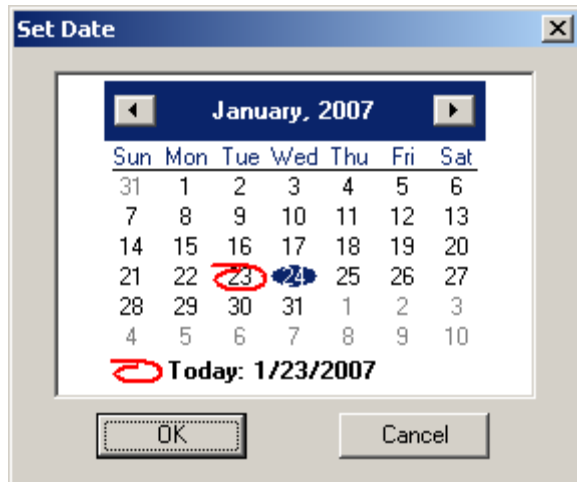 Set Date
January, 2007
Sun Mon Tue Wed Thu Fri Sat
31 1 2 3 4 5 6
7 8 9 10 11 12 13
14 15 16 17 18 19 20
21 22 23 24 25 26 27
28 29 30 31 1 2 3
4 5 6 7 8 9 10
Today: 1/23/2007
OK Cancel